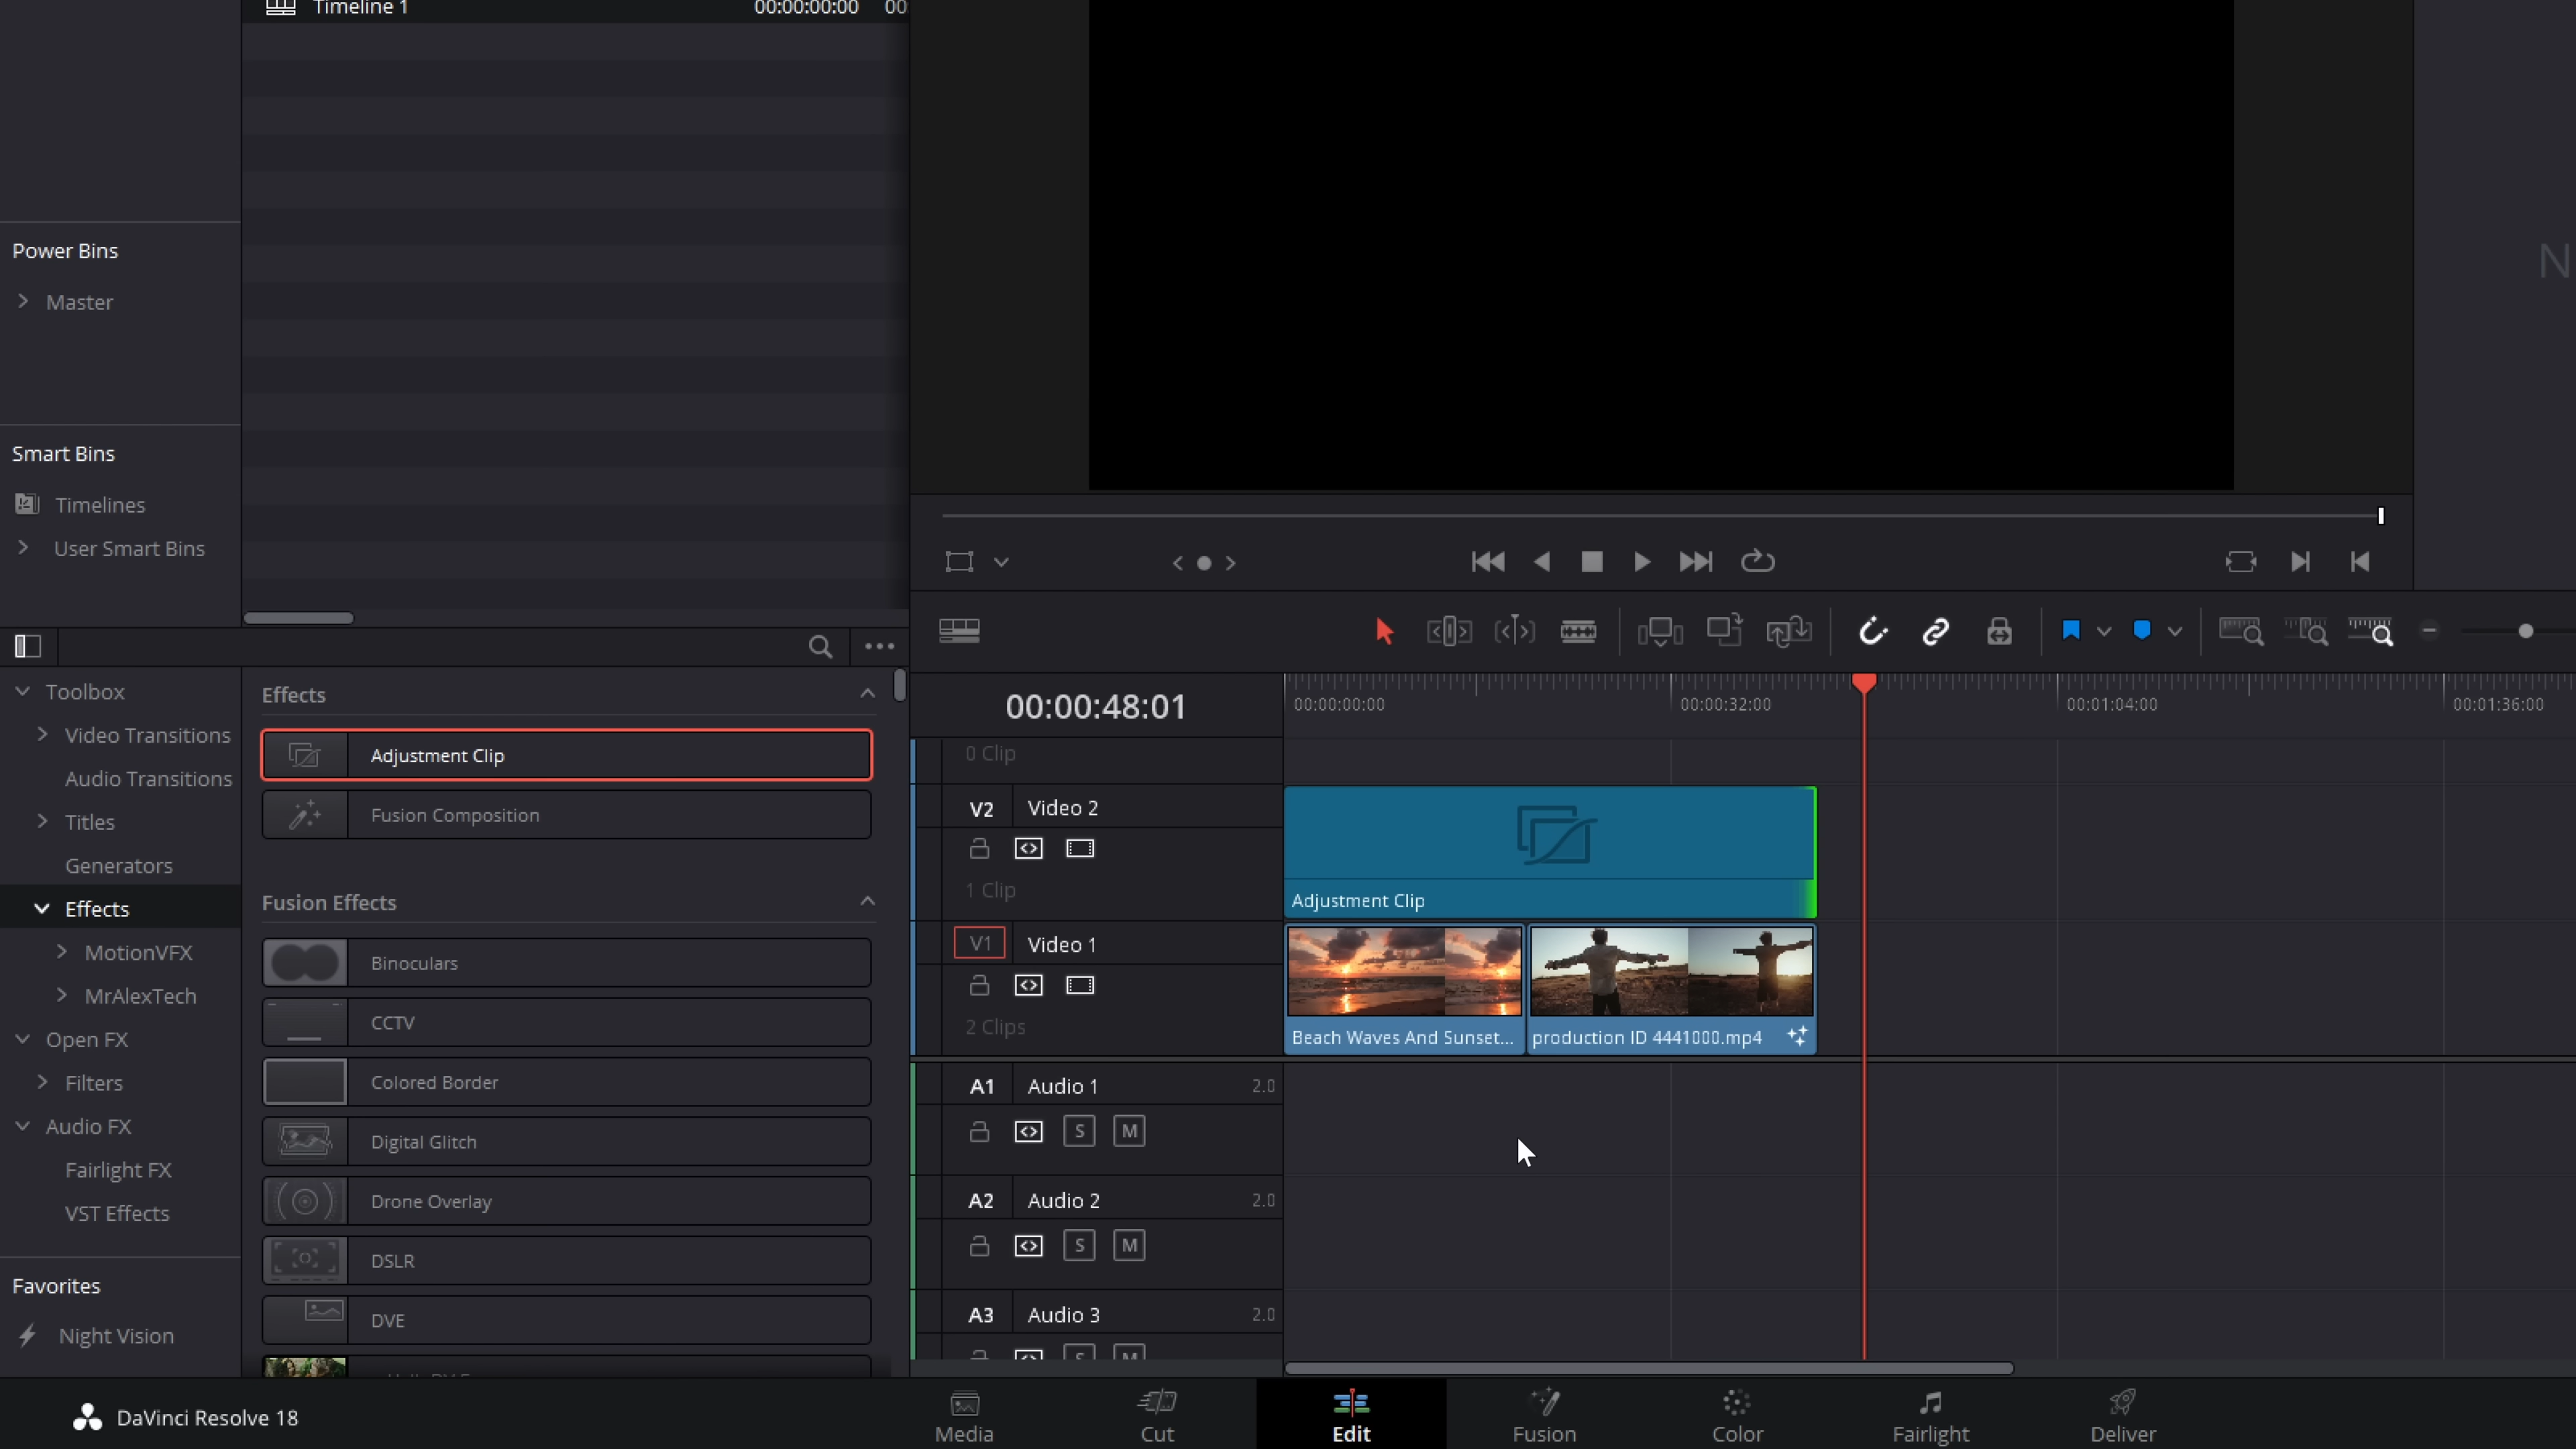 Timeline 1 00:00:00:00 00:
Power Bins
Master
Smart Bins
Timelines
User Smart Bins
N
Toolbox
Video Transitions
Audio Transitions
Titles
Generators
Effects
MotionVFX
MrAlexTech
Open FX
Filters
Audio FX
Fairlight FX
VST Effects
Favorites
Night Vision
Effects
Adjustment Clip
Fusion Composition
Fusion Effects
Binoculars
CCTV
Colored Border
Digital Glitch
Drone Overlay
DSLR
DVE
00:00:48:01
00:00:00:00 00:00:32:00 00:01:04:00 00:01:36:00
0 Clip
V2 Video 2
1 Clip
Adjustment Clip
V1 Video 1
2 Clips
Beach Waves And Sunset... production ID 4441000.mp4
A1 Audio 1 2.0
S M
A2 Audio 2 2.0
S M
A3 Audio 3 2.0
S M
DaVinci Resolve 18
Media Cut Edit Fusion Color Fairlight Deliver